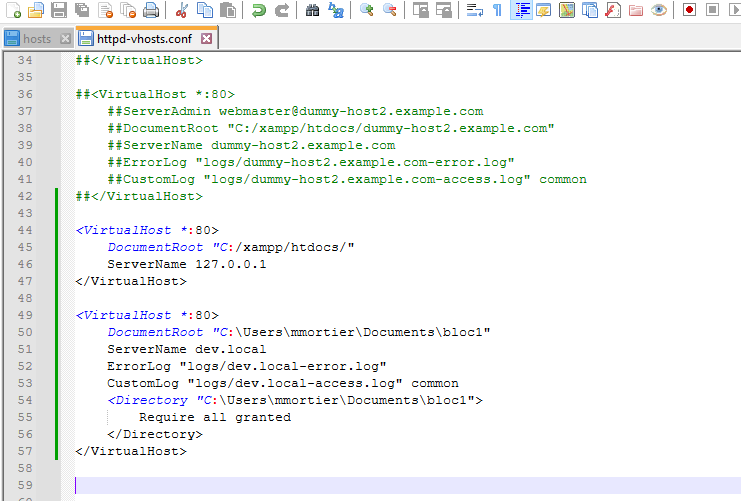 hosts
httpd-vhosts.conf
34 ##</VirtualHost>
35
36 ##<VirtualHost *:80>
37 ##ServerAdmin webmaster@dummy-host2.example.com
38 ##DocumentRoot "C:/xampp/htdocs/dummy-host2.example.com"
39 ##ServerName dummy-host2.example.com
40 ##ErrorLog "logs/dummy-host2.example.com-error.log"
41 ##CustomLog "logs/dummy-host2.example.com-access.log" common
42 ##</VirtualHost>
43
44 <VirtualHost *:80>
45 DocumentRoot "C:/xampp/htdocs/"
46 ServerName 127.0.0.1
47 </VirtualHost>
48
49 <VirtualHost *:80>
50 DocumentRoot "C:\Users\mmortier\Documents\bloc1"
51 ServerName dev.local
52 ErrorLog "logs/dev.local-error.log"
53 CustomLog "logs/dev.local-access.log" common
54 <Directory "C:\Users\mmortier\Documents\bloc1">
55 Require all granted
56 </Directory>
57 </VirtualHost>
58
59